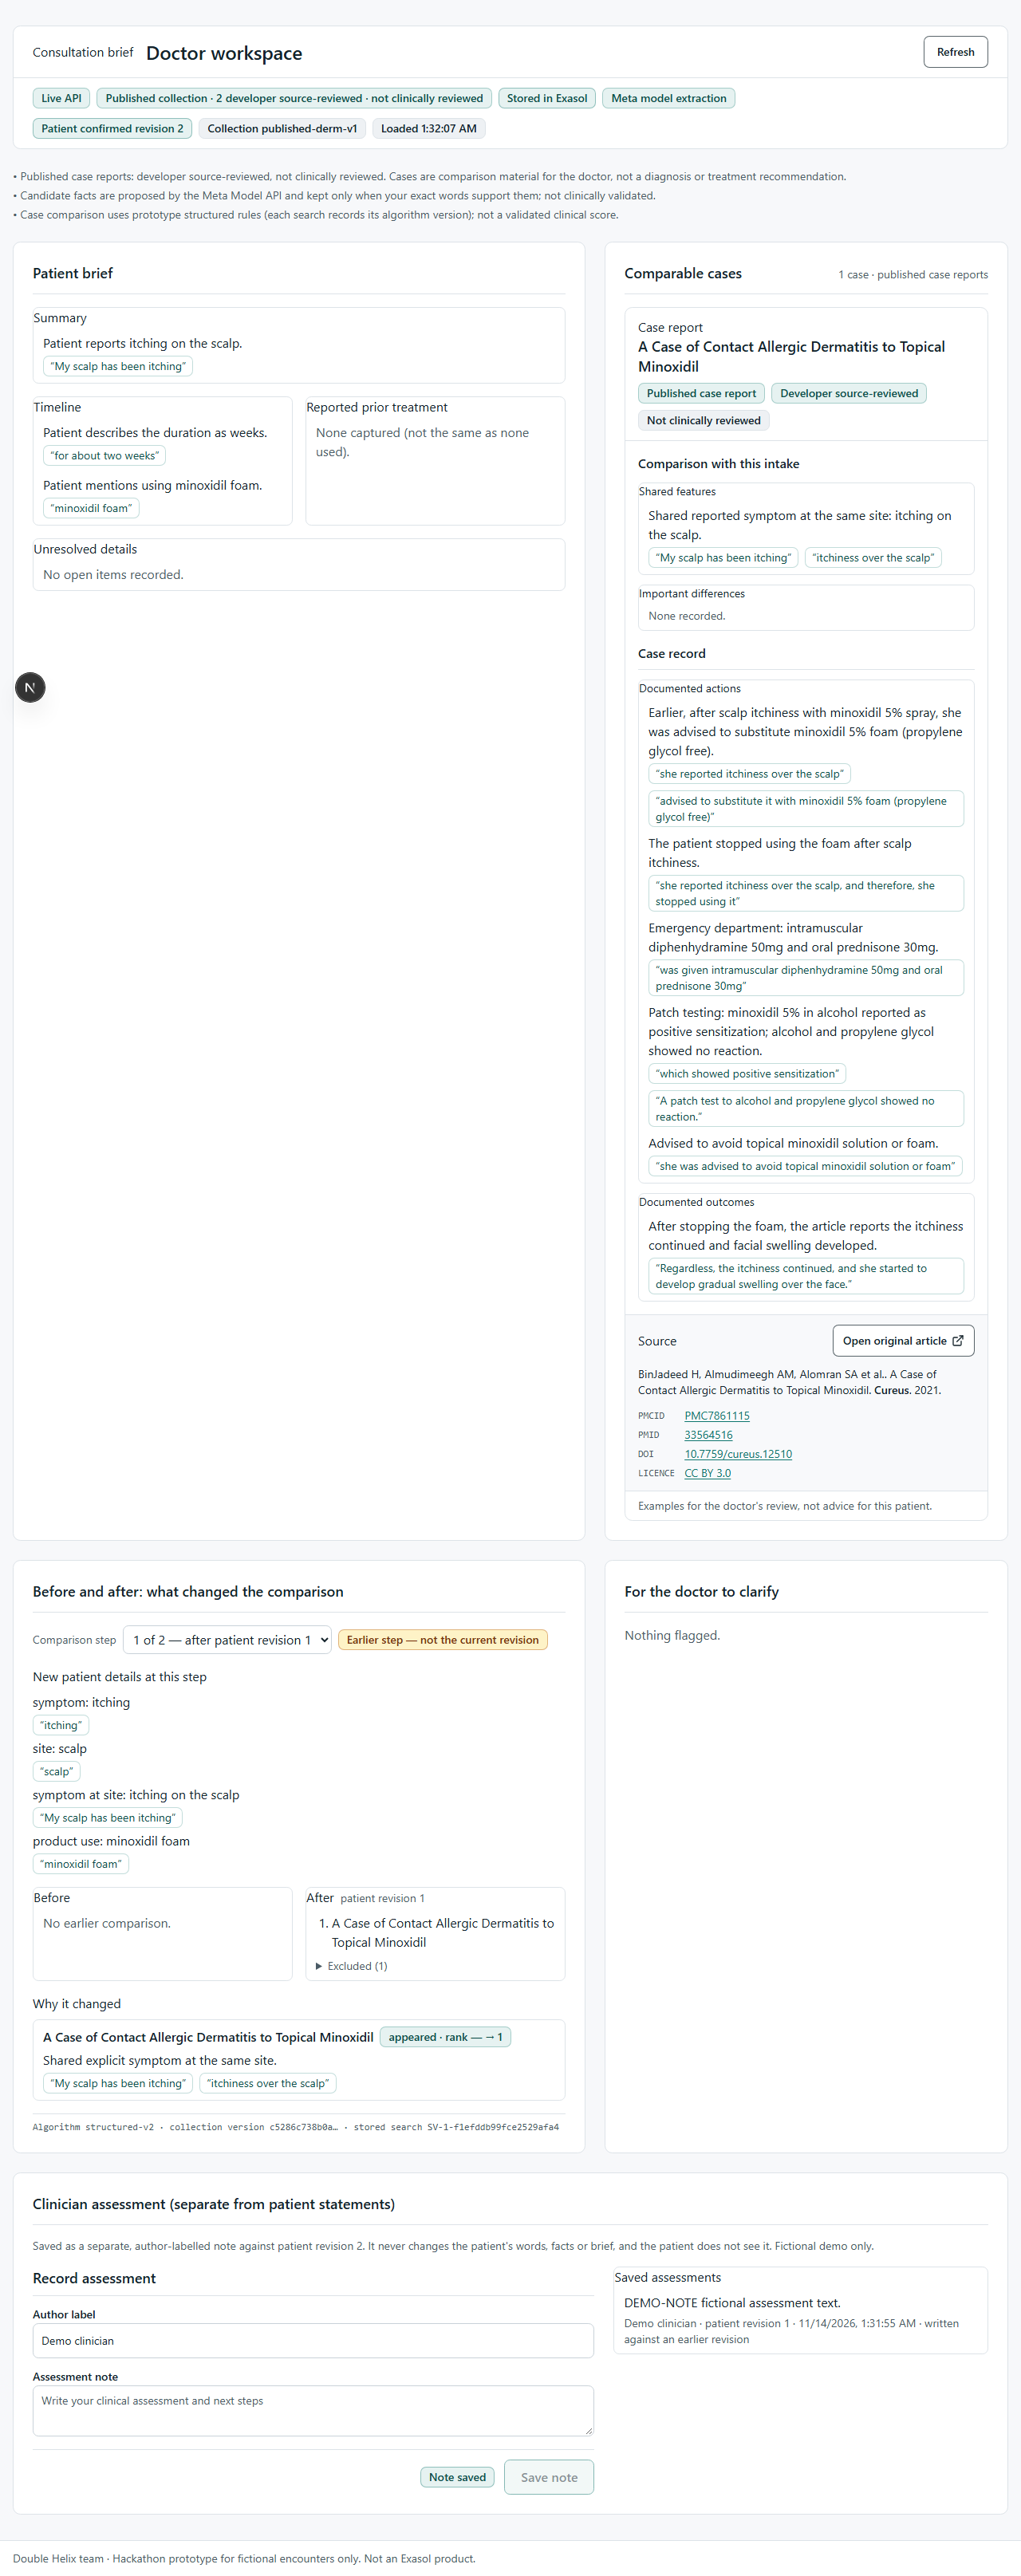 Consultation brief Doctor workspace
Refresh
Live API
Published collection · 2 developer source-reviewed · not clinically reviewed
Stored in Exasol
Meta model extraction
Patient confirmed revision 2
Collection published-derm-v1
Loaded 1:32:07 AM
• Published case reports: developer source-reviewed, not clinically reviewed. Cases are comparison material for the doctor, not a diagnosis or treatment recommendation.
• Candidate facts are proposed by the Meta Model API and kept only when your exact words support them; not clinically validated.
• Case comparison uses prototype structured rules (each search records its algorithm version); not a validated clinical score.
Patient brief
Summary
Patient reports itching on the scalp.
“My scalp has been itching”
Timeline
Patient describes the duration as weeks.
“for about two weeks”
Patient mentions using minoxidil foam.
“minoxidil foam”
Reported prior treatment
None captured (not the same as none
used).
Unresolved details
No open items recorded.
N
Comparable cases
1 case · published case reports
Case report
A Case of Contact Allergic Dermatitis to Topical
Minoxidil
Published case report
Developer source-reviewed
Not clinically reviewed
Comparison with this intake
Shared features
Shared reported symptom at the same site: itching on
the scalp.
“My scalp has been itching”
“itchiness over the scalp”
Important differences
None recorded.
Case record
Documented actions
Earlier, after scalp itchiness with minoxidil 5% spray, she
was advised to substitute minoxidil 5% foam (propylene
glycol free).
“she reported itchiness over the scalp”
“advised to substitute it with minoxidil 5% foam (propylene
glycol free)”
The patient stopped using the foam after scalp
itchiness.
“she reported itchiness over the scalp, and therefore, she
stopped using it”
Emergency department: intramuscular
diphenhydramine 50mg and oral prednisone 30mg.
“was given intramuscular diphenhydramine 50mg and oral
prednisone 30mg”
Patch testing: minoxidil 5% in alcohol reported as
positive sensitization; alcohol and propylene glycol
showed no reaction.
“which showed positive sensitization”
“A patch test to alcohol and propylene glycol showed no
reaction.”
Advised to avoid topical minoxidil solution or foam.
“she was advised to avoid topical minoxidil solution or foam”
Documented outcomes
After stopping the foam, the article reports the itchiness
continued and facial swelling developed.
“Regardless, the itchiness continued, and she started to
develop gradual swelling over the face.”
Source
Open original article
BinJadeed H, Almudimeegh AM, Alomran SA et al.. A Case of
Contact Allergic Dermatitis to Topical Minoxidil. Cureus. 2021.
PMCID PMC7861115
PMID 33564516
DOI 10.7759/cureus.12510
LICENCE CC BY 3.0
Examples for the doctor's review, not advice for this patient.
Before and after: what changed the comparison
Comparison step
1 of 2 — after patient revision 1
Earlier step — not the current revision
New patient details at this step
symptom: itching
“itching”
site: scalp
“scalp”
symptom at site: itching on the scalp
“My scalp has been itching”
product use: minoxidil foam
“minoxidil foam”
Before
No earlier comparison.
After patient revision 1
1. A Case of Contact Allergic Dermatitis to
Topical Minoxidil
▶ Excluded (1)
Why it changed
A Case of Contact Allergic Dermatitis to Topical Minoxidil
appeared · rank — → 1
Shared explicit symptom at the same site.
“My scalp has been itching”
“itchiness over the scalp”
Algorithm structured-v2 · collection version c5286c738b0a… · stored search SV-1-f1efddb99fce2529afa4
For the doctor to clarify
Nothing flagged.
Clinician assessment (separate from patient statements)
Saved as a separate, author-labelled note against patient revision 2. It never changes the patient's words, facts or brief, and the patient does not see it. Fictional demo only.
Record assessment
Author label
Demo clinician
Assessment note
Write your clinical assessment and next steps
Note saved
Save note
Saved assessments
DEMO-NOTE fictional assessment text.
Demo clinician · patient revision 1 · 11/14/2026, 1:31:55 AM · written
against an earlier revision
Double Helix team · Hackathon prototype for fictional encounters only. Not an Exasol product.